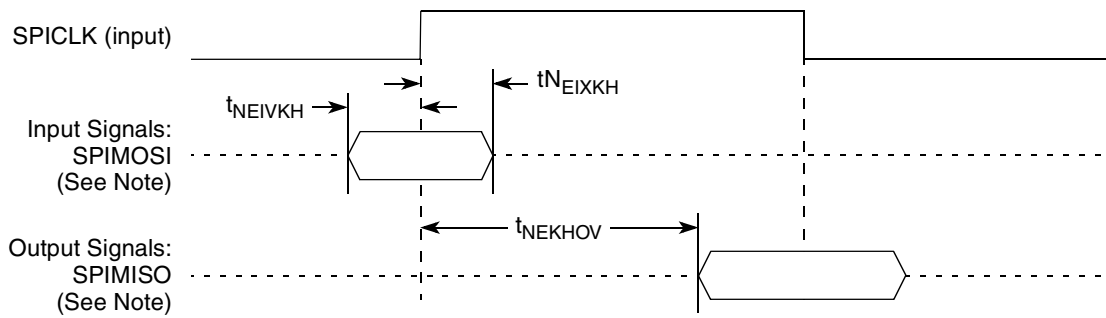 SPICLK (input)
tNEIXKH
tNEIVKH
Input Signals:
SPIMOSI
(See Note)
tNEKHOV
Output Signals:
SPIMISO
(See Note)